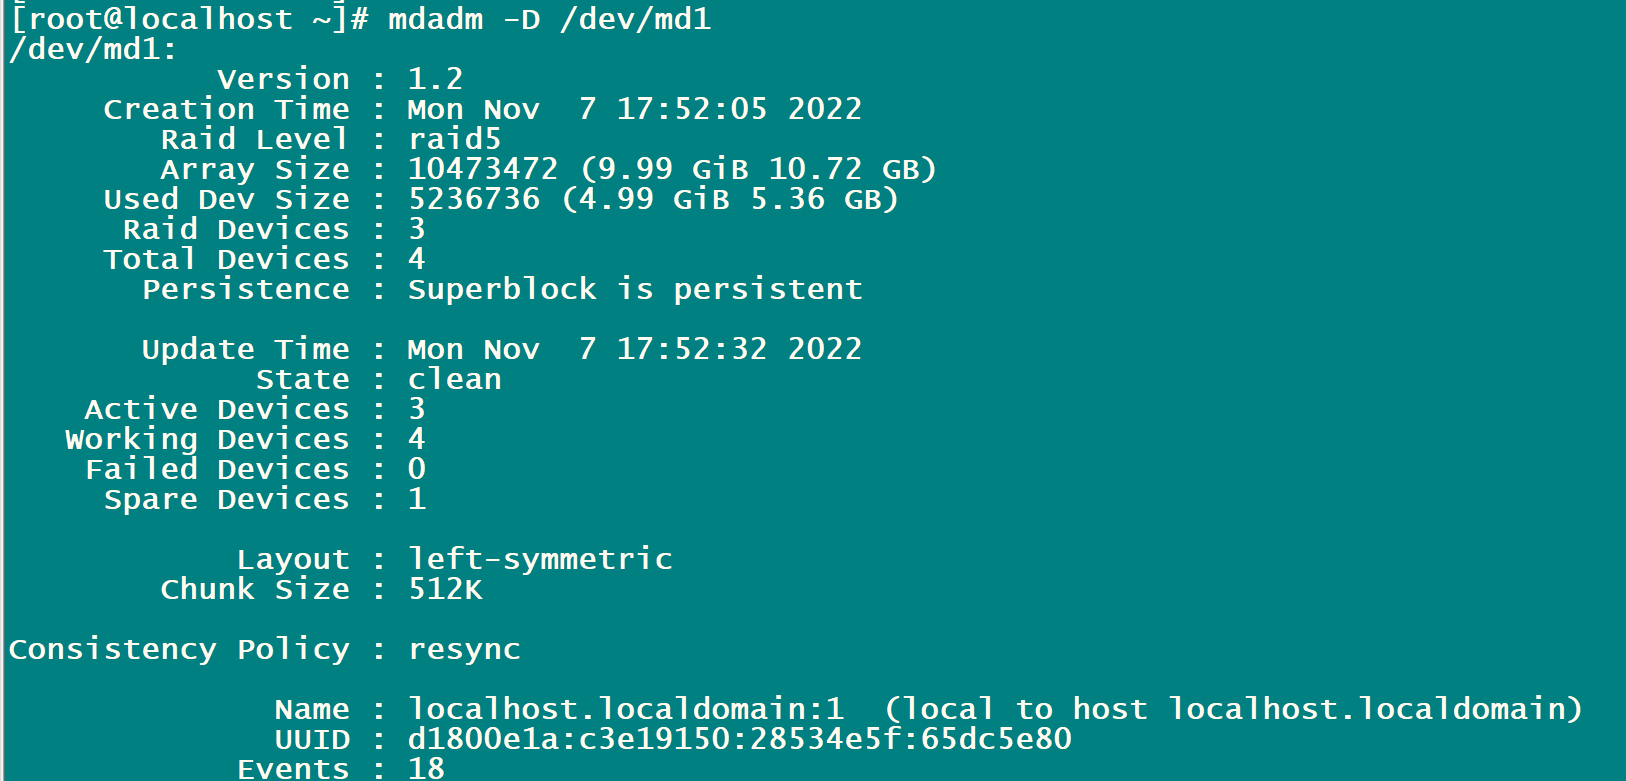 [root@localhost ~]# mdadm -D /dev/md1
/dev/md1:
           Version : 1.2
     Creation Time : Mon Nov  7 17:52:05 2022
        Raid Level : raid5
        Array Size : 10473472 (9.99 GiB 10.72 GB)
     Used Dev Size : 5236736 (4.99 GiB 5.36 GB)
      Raid Devices : 3
     Total Devices : 4
       Persistence : Superblock is persistent

       Update Time : Mon Nov  7 17:52:32 2022
             State : clean
    Active Devices : 3
   Working Devices : 4
    Failed Devices : 0
     Spare Devices : 1

            Layout : left-symmetric
        Chunk Size : 512K

Consistency Policy : resync

              Name : localhost.localdomain:1  (local to host localhost.localdomain)
              UUID : d1800e1a:c3e19150:28534e5f:65dc5e80
            Events : 18